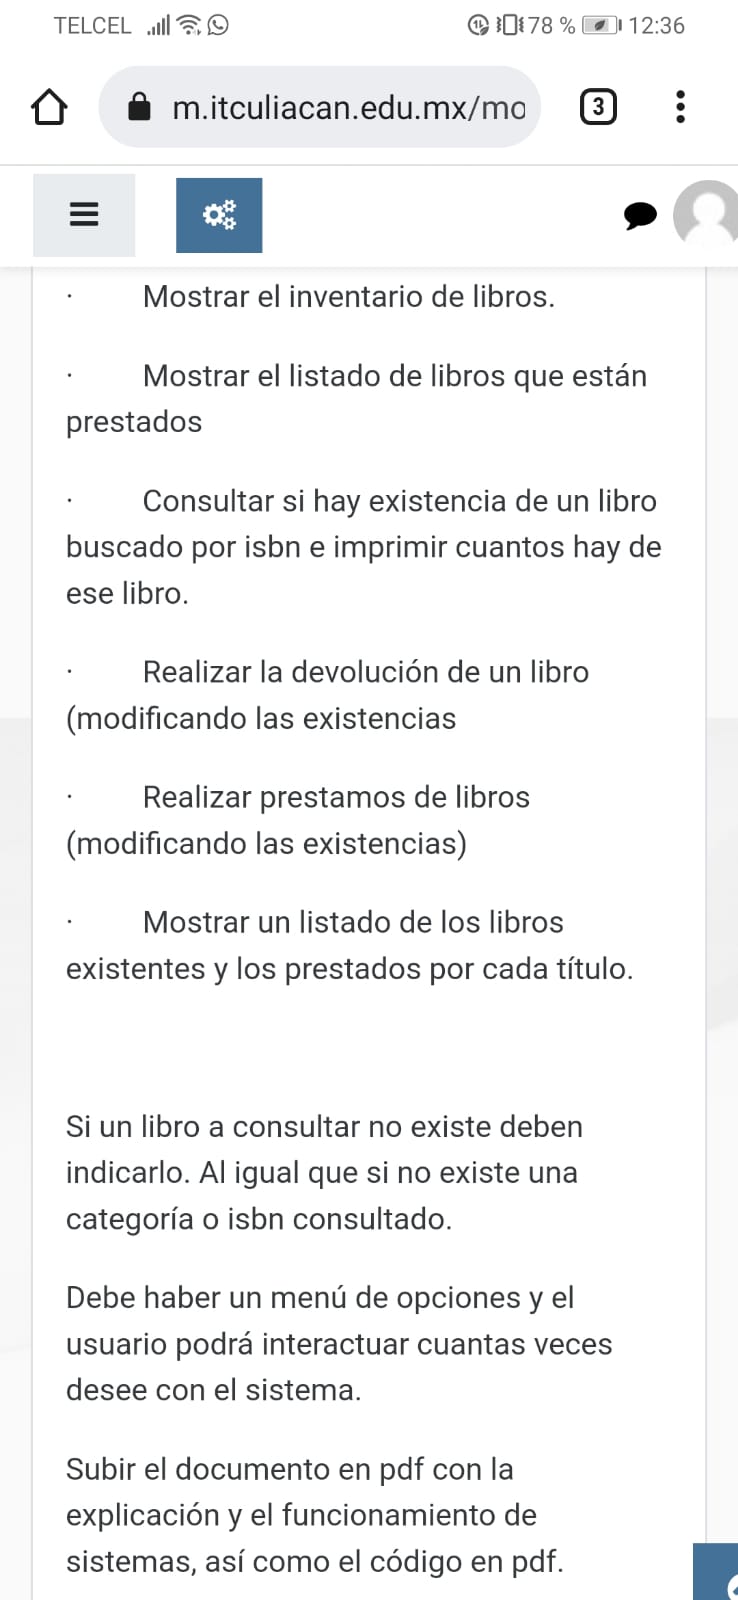 TELCEL 78 % 12:36
m.itculiacan.edu.mx/mo 3
· Mostrar el inventario de libros.
· Mostrar el listado de libros que están
prestados
· Consultar si hay existencia de un libro
buscado por isbn e imprimir cuantos hay de
ese libro.
· Realizar la devolución de un libro
(modificando las existencias
· Realizar prestamos de libros
(modificando las existencias)
· Mostrar un listado de los libros
existentes y los prestados por cada título.
Si un libro a consultar no existe deben
indicarlo. Al igual que si no existe una
categoría o isbn consultado.
Debe haber un menú de opciones y el
usuario podrá interactuar cuantas veces
desee con el sistema.
Subir el documento en pdf con la
explicación y el funcionamiento de
sistemas, así como el código en pdf.